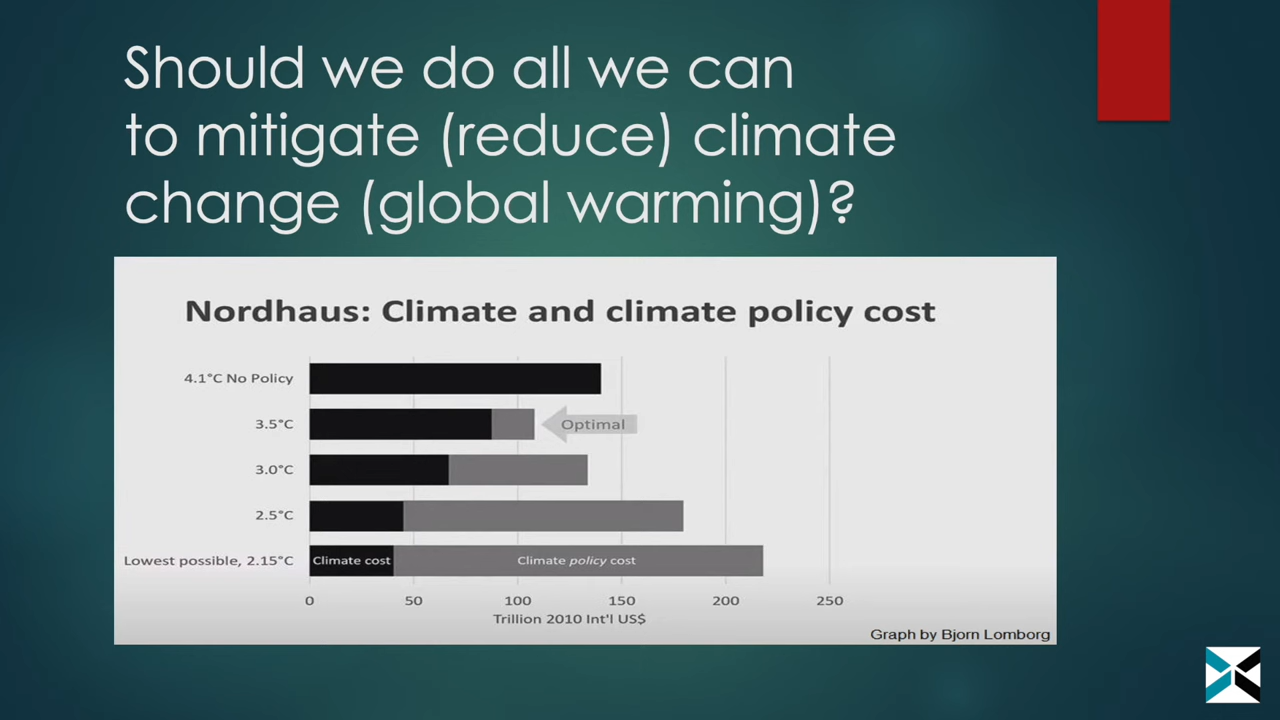 Should we do all we can
to mitigate (reduce) climate
change (global warming)?
Nordhaus: Climate and climate policy cost
4.1°C No Policy
3.5°C
Optimal
3.0°C
2.5°C
Lowest possible, 2.15°C
Climate cost
Climate policy cost
0 50 100 150 200 250
Trillion 2010 Int'l US$
Graph by Bjorn Lomborg